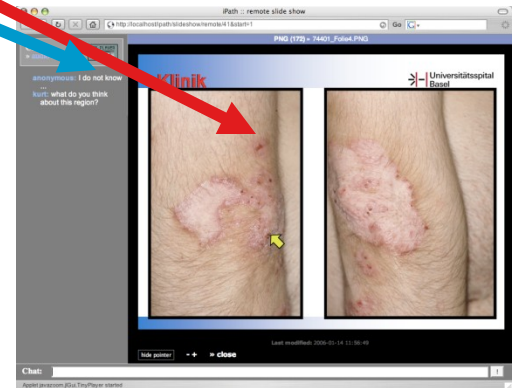 iPath :: remote slide show
http://localhost/ipath/slideshow/remote/41&start=1
Go
PNG (172) » 74401_Folie4.PNG
anonymous: I do not know
...
kurt: what do you think
about this region?
Klinik
Universitätsspital
Basel
Last modified: 2006-01-14 11:56:49
hide pointer - + » close
Chat:
!
Applet javazoom.jlGui.TinyPlayer started